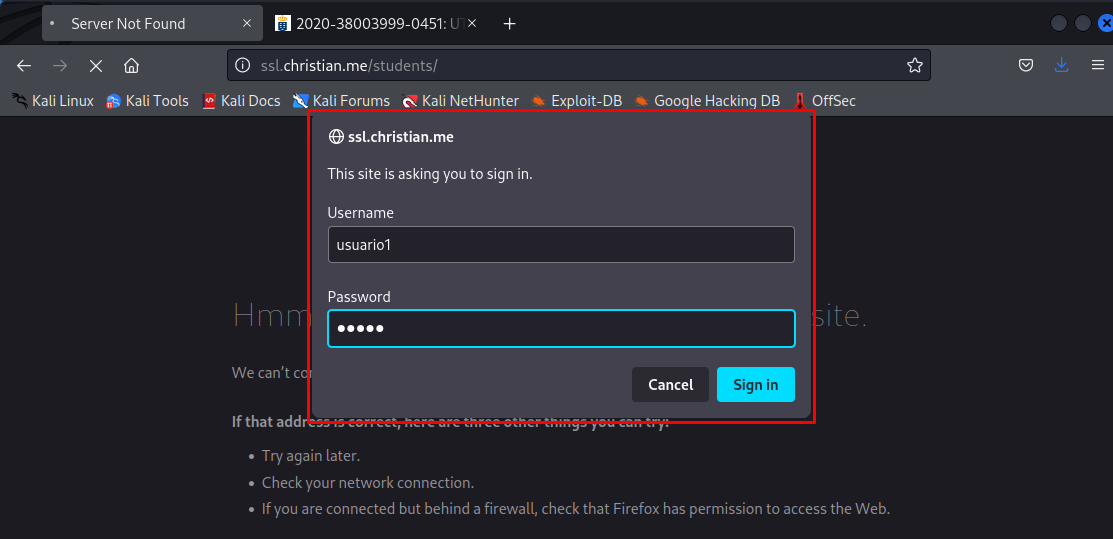 Server Not Found
2020-38003999-0451: UT
ssl.christian.me/students/
Kali Linux Kali Tools Kali Docs Kali Forums Kali NetHunter Exploit-DB Google Hacking DB OffSec
ssl.christian.me
This site is asking you to sign in.
Username
usuario1
Password
•••••
Cancel Sign in
Hmm site.
We can’t
If that address is correct, here are three other things you can try:
• Try again later.
• Check your network connection.
• If you are connected but behind a firewall, check that Firefox has permission to access the Web.